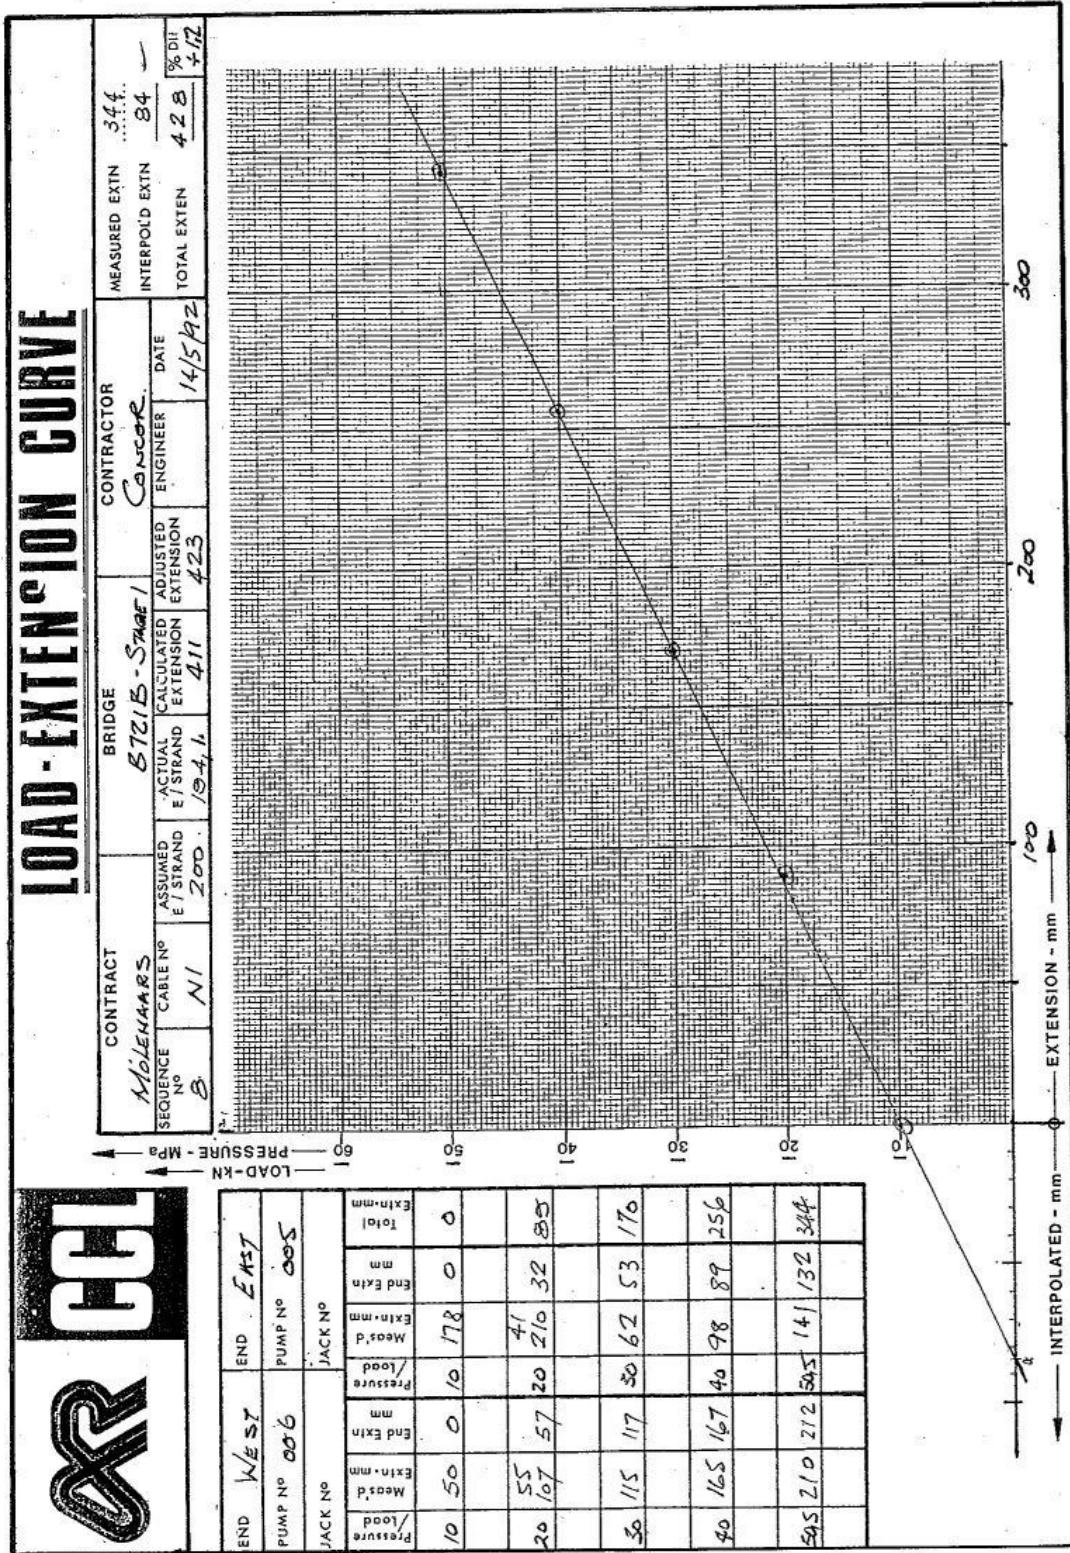 LOAD-EXTENSION CURVE
CCL
CONTRACT
MOLENAARS
BRIDGE
B721B - STAGE 1
CONTRACTOR
CONCOR.
MEASURED EXTN 344
INTERPOL'D EXTN 84
TOTAL EXTEN 428
% DIF
+1,2
SEQUENCE Nº
8
CABLE Nº
N1
ASSUMED E / STRAND
200
ACTUAL E / STRAND
194,1
CALCULATED EXTENSION
411
ADJUSTED EXTENSION
423
ENGINEER
DATE
14/5/92
END WEST END EAST
PUMP Nº 006 PUMP Nº 005
JACK Nº JACK Nº
Pressure /Load Meas'd Extn-mm End Extn mm Pressure /Load Meas'd Extn-mm End Extn mm Total Extn-mm
10 50 0 10 178 0 0
55 41
20 107 57 20 210 32 89
30 115 117 30 62 53 170
40 165 167 40 98 89 256
50,5 210 212 50,5 141 132 344
LOAD-kN
PRESSURE - MPa
-60
-50
-40
-30
-20
-10
100
200
300
INTERPOLATED - mm
EXTENSION - mm